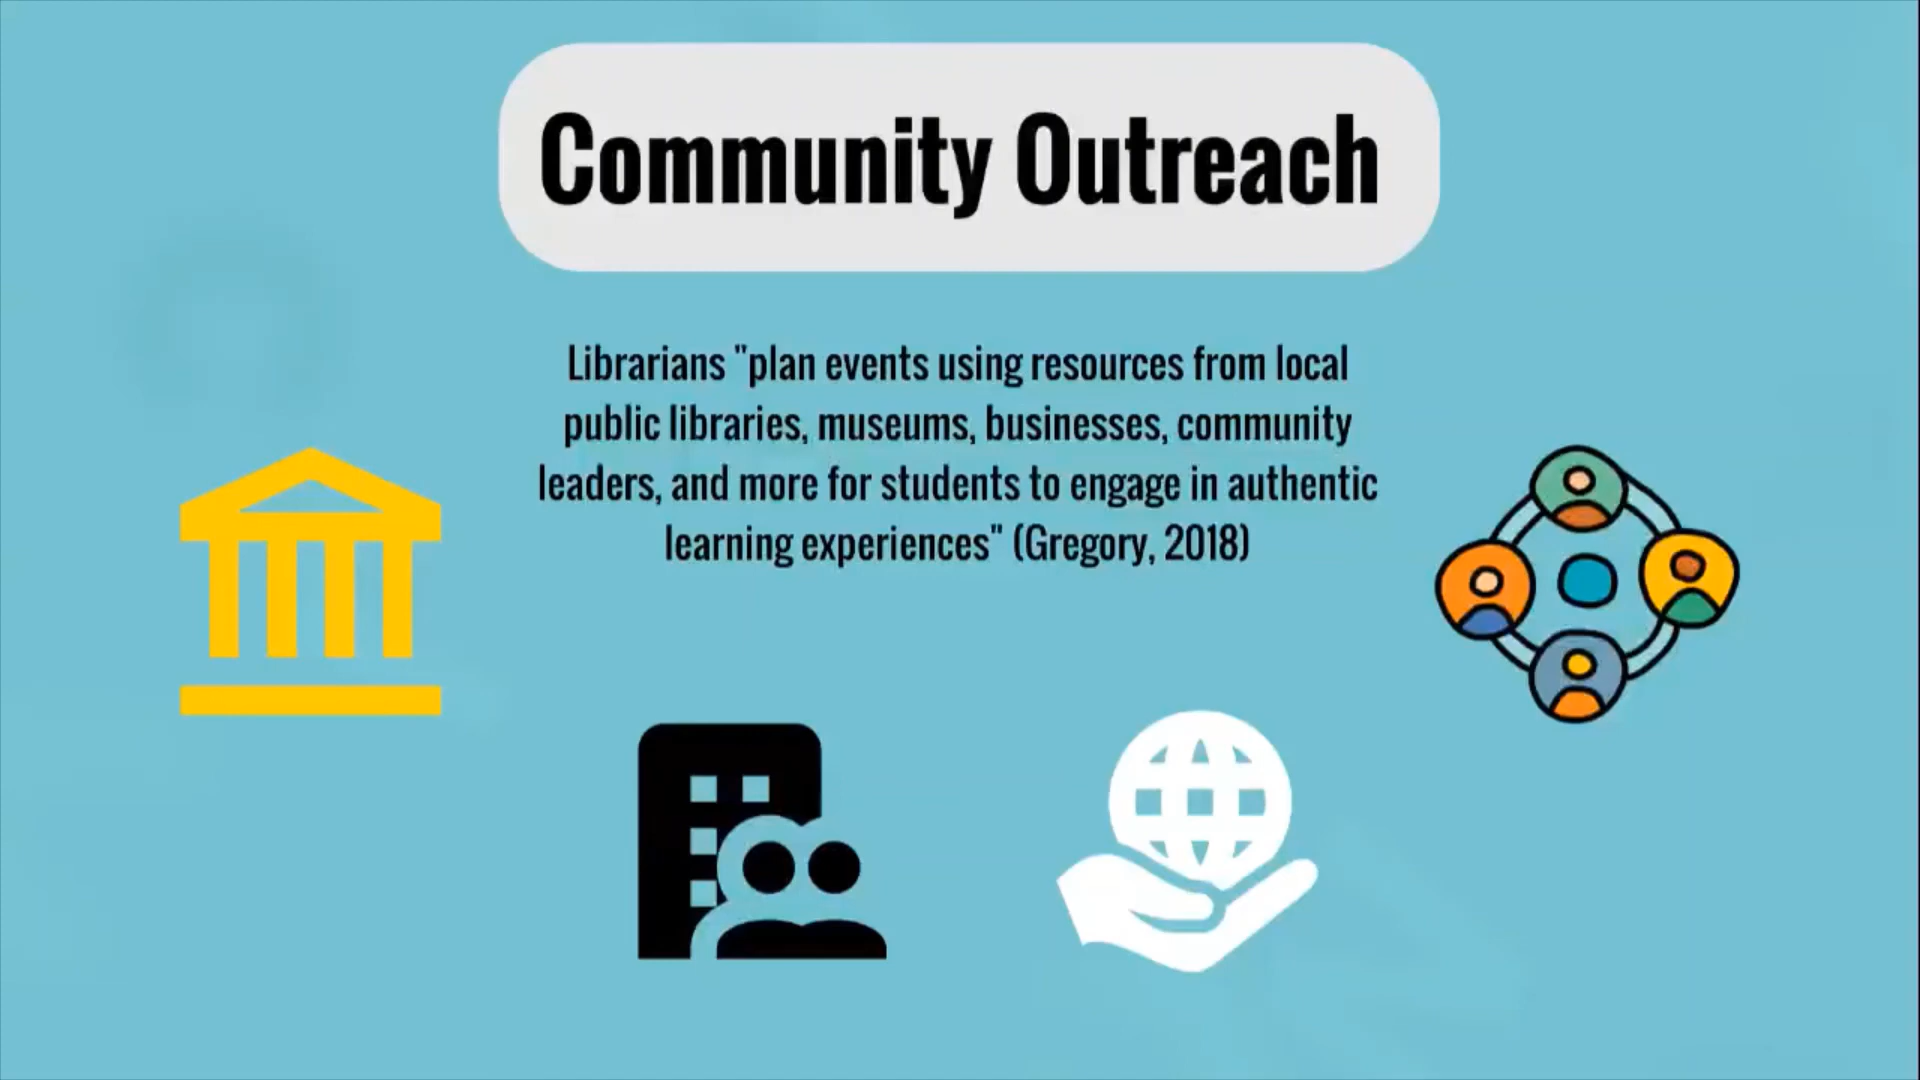 Community Outreach
Librarians "plan events using resources from local
public libraries, museums, businesses, community
leaders, and more for students to engage in authentic
learning experiences" (Gregory, 2018)